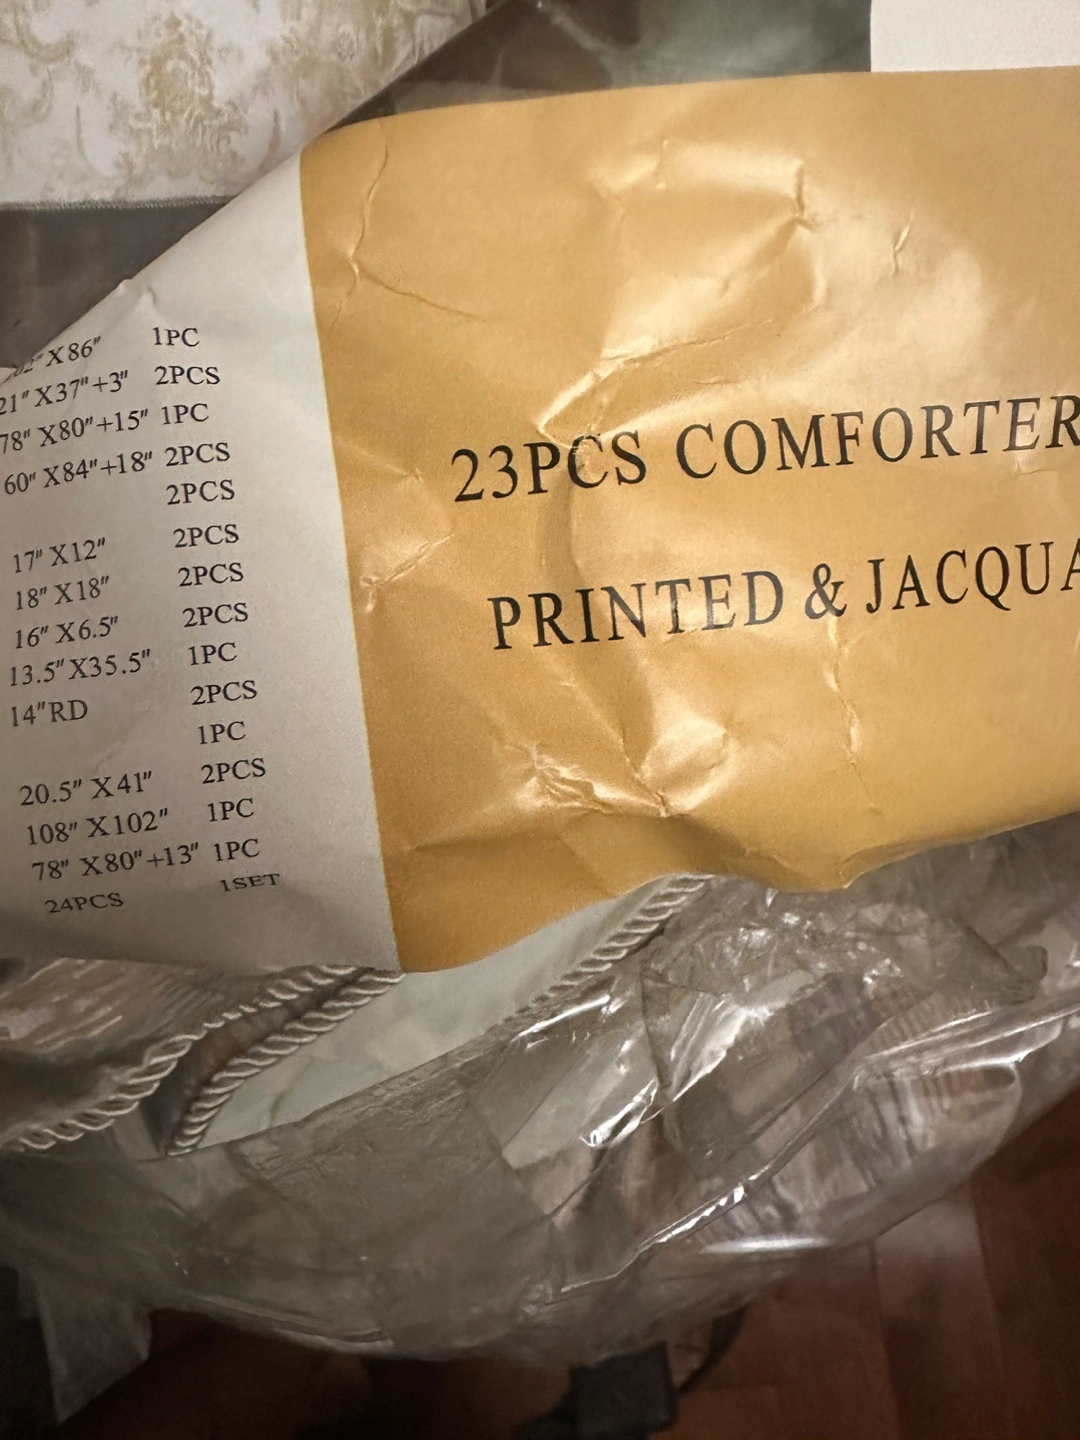 X86" 1PC
21" X37"+3" 2PCS
78" X80"+15" 1PC
60" X84"+18" 2PCS
2PCS
17" X12" 2PCS
18" X18" 2PCS
16" X6.5" 2PCS
13.5" X35.5" 1PC
14"RD 2PCS
1PC
20.5" X41" 2PCS
108" X102" 1PC
78" X80"+13" 1PC
24PCS 1SET
23PCS COMFORTER
PRINTED & JACQUA